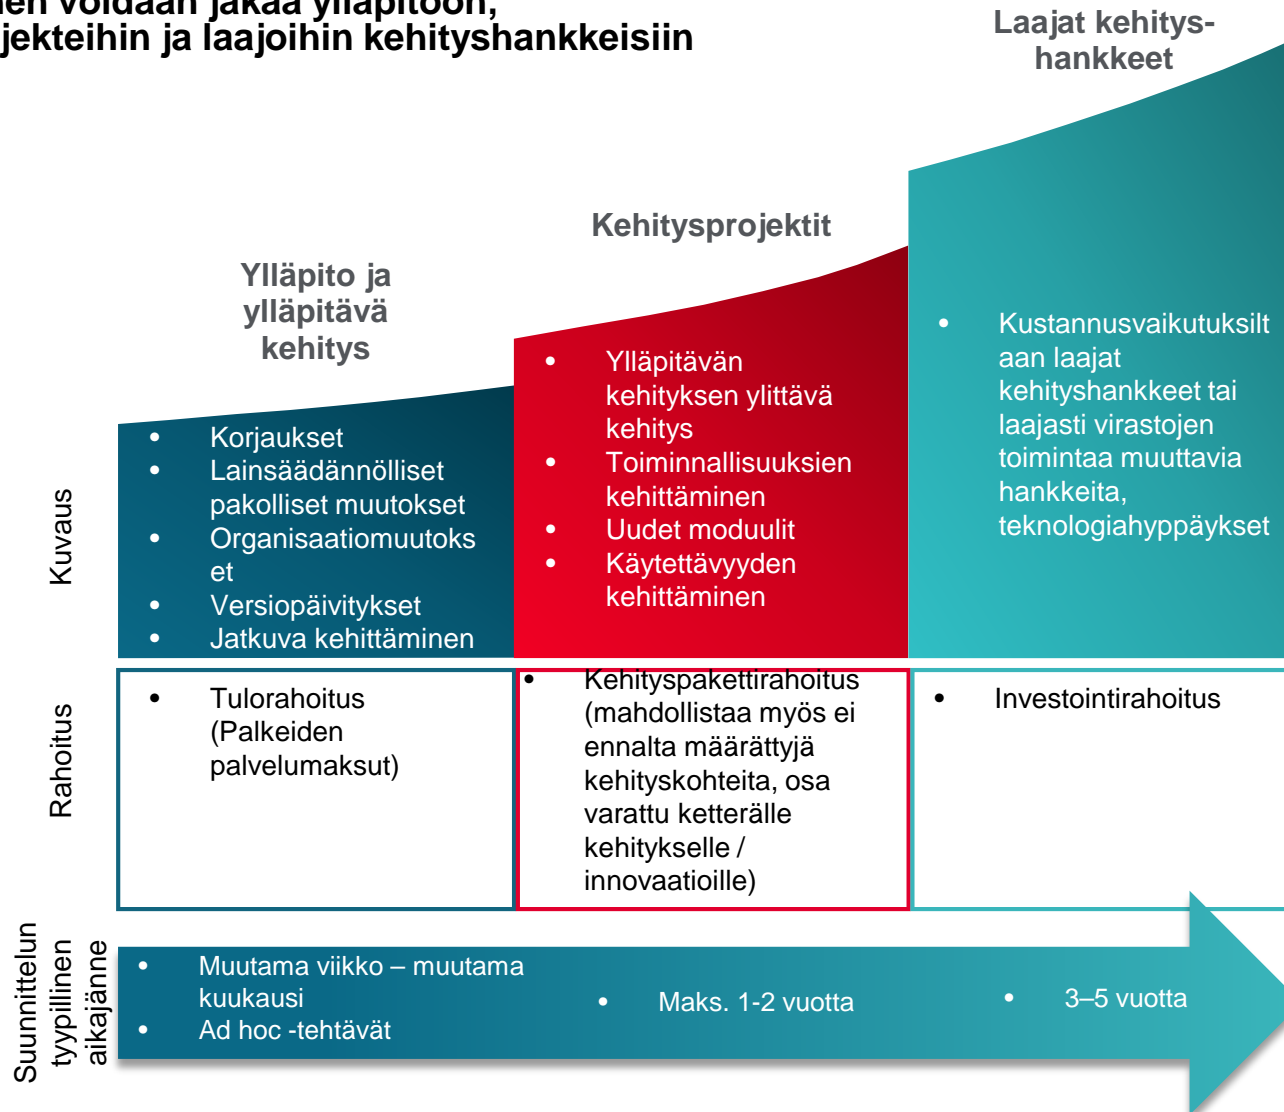 voidaan jakaa ylläpitoon,
ja laajoihin kehityshankkeisiin
Laajat kehitys-
hankkeet
Kehitysprojektit
Ylläpito ja
ylläpitävä
kehitys
Kuvaus
• Korjaukset
• Lainsäädännölliset
pakolliset muutokset
• Organisaatiomuutoks
et
• Versiopäivitykset
• Jatkuva kehittäminen
• Ylläpitävän
kehityksen ylittävä
kehitys
• Toiminnallisuuksien
kehittäminen
• Uudet moduulit
• Käytettävyyden
kehittäminen
• Kustannusvaikutuksilt
aan laajat
kehityshankkeet tai
laajasti virastojen
toimintaa muuttavia
hankkeita,
teknologiahyppäykset
Rahoitus
• Tulorahoitus
(Palkeiden
palvelumaksut)
• Kehityspakettirahoitus
(mahdollistaa myös ei
ennalta määrättyjä
kehityskohteita, osa
varattu ketterälle
kehitykselle /
innovaatioille)
• Investointirahoitus
Suunnittelun
tyypillinen
aikajänne
• Muutama viikko – muutama
kuukausi
• Ad hoc -tehtävät
• Maks. 1-2 vuotta
• 3–5 vuotta